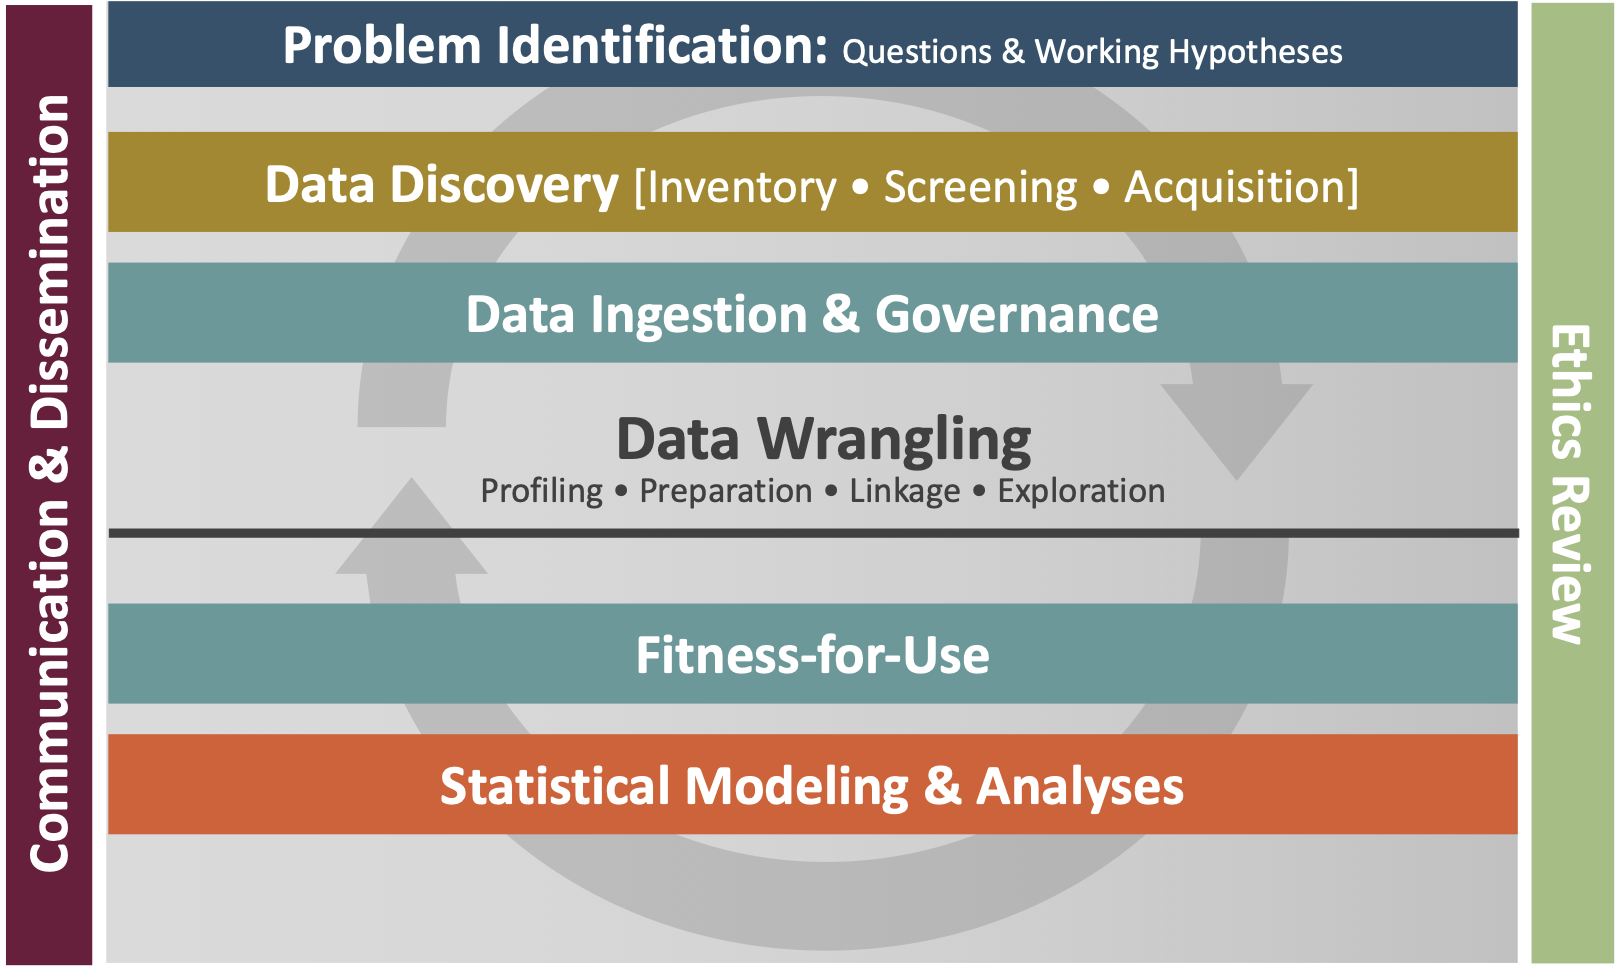 Communication & Dissemination
Problem Identification: Questions & Working Hypotheses
Data Discovery [Inventory • Screening • Acquisition]
Data Ingestion & Governance
Data Wrangling
Profiling • Preparation • Linkage • Exploration
Fitness-for-Use
Statistical Modeling & Analyses
Ethics Review